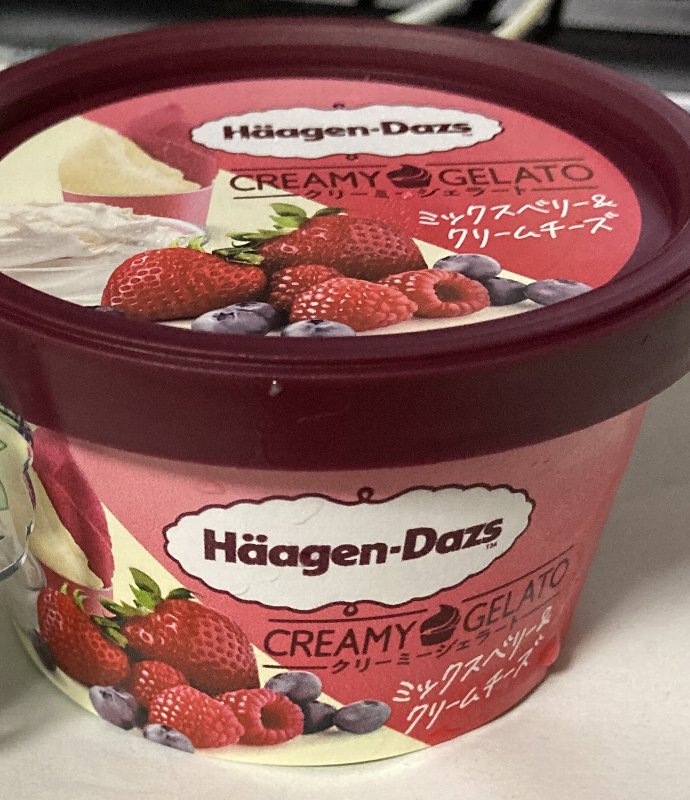 Häagen-Dazs
CREAMY GELATO
クリーミージェラート
ミックスベリー&
クリームチーズ
Häagen-Dazs™
CREAMY GELATO
クリーミージェラート
ミックスベリー&
クリームチーズ